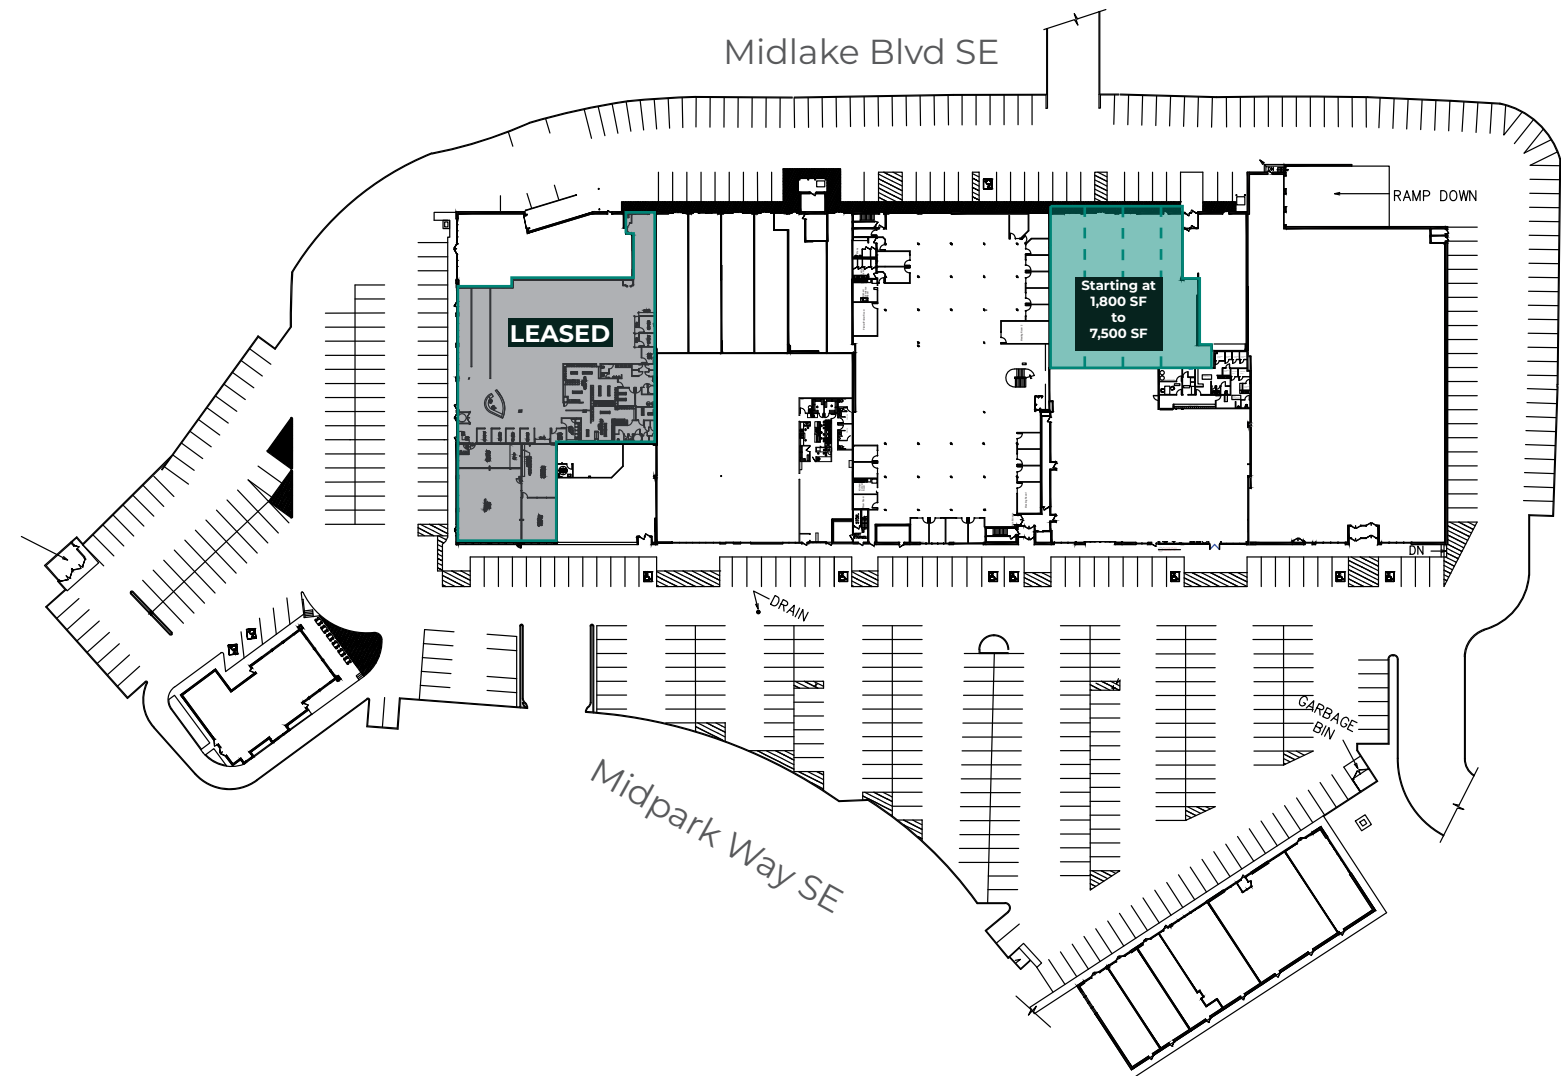 Midlake Blvd SE
RAMP DOWN
Starting at
1,800 SF
to
7,500 SF
LEASED
DN
DRAIN
GARBAGE
BIN
Midpark Way SE